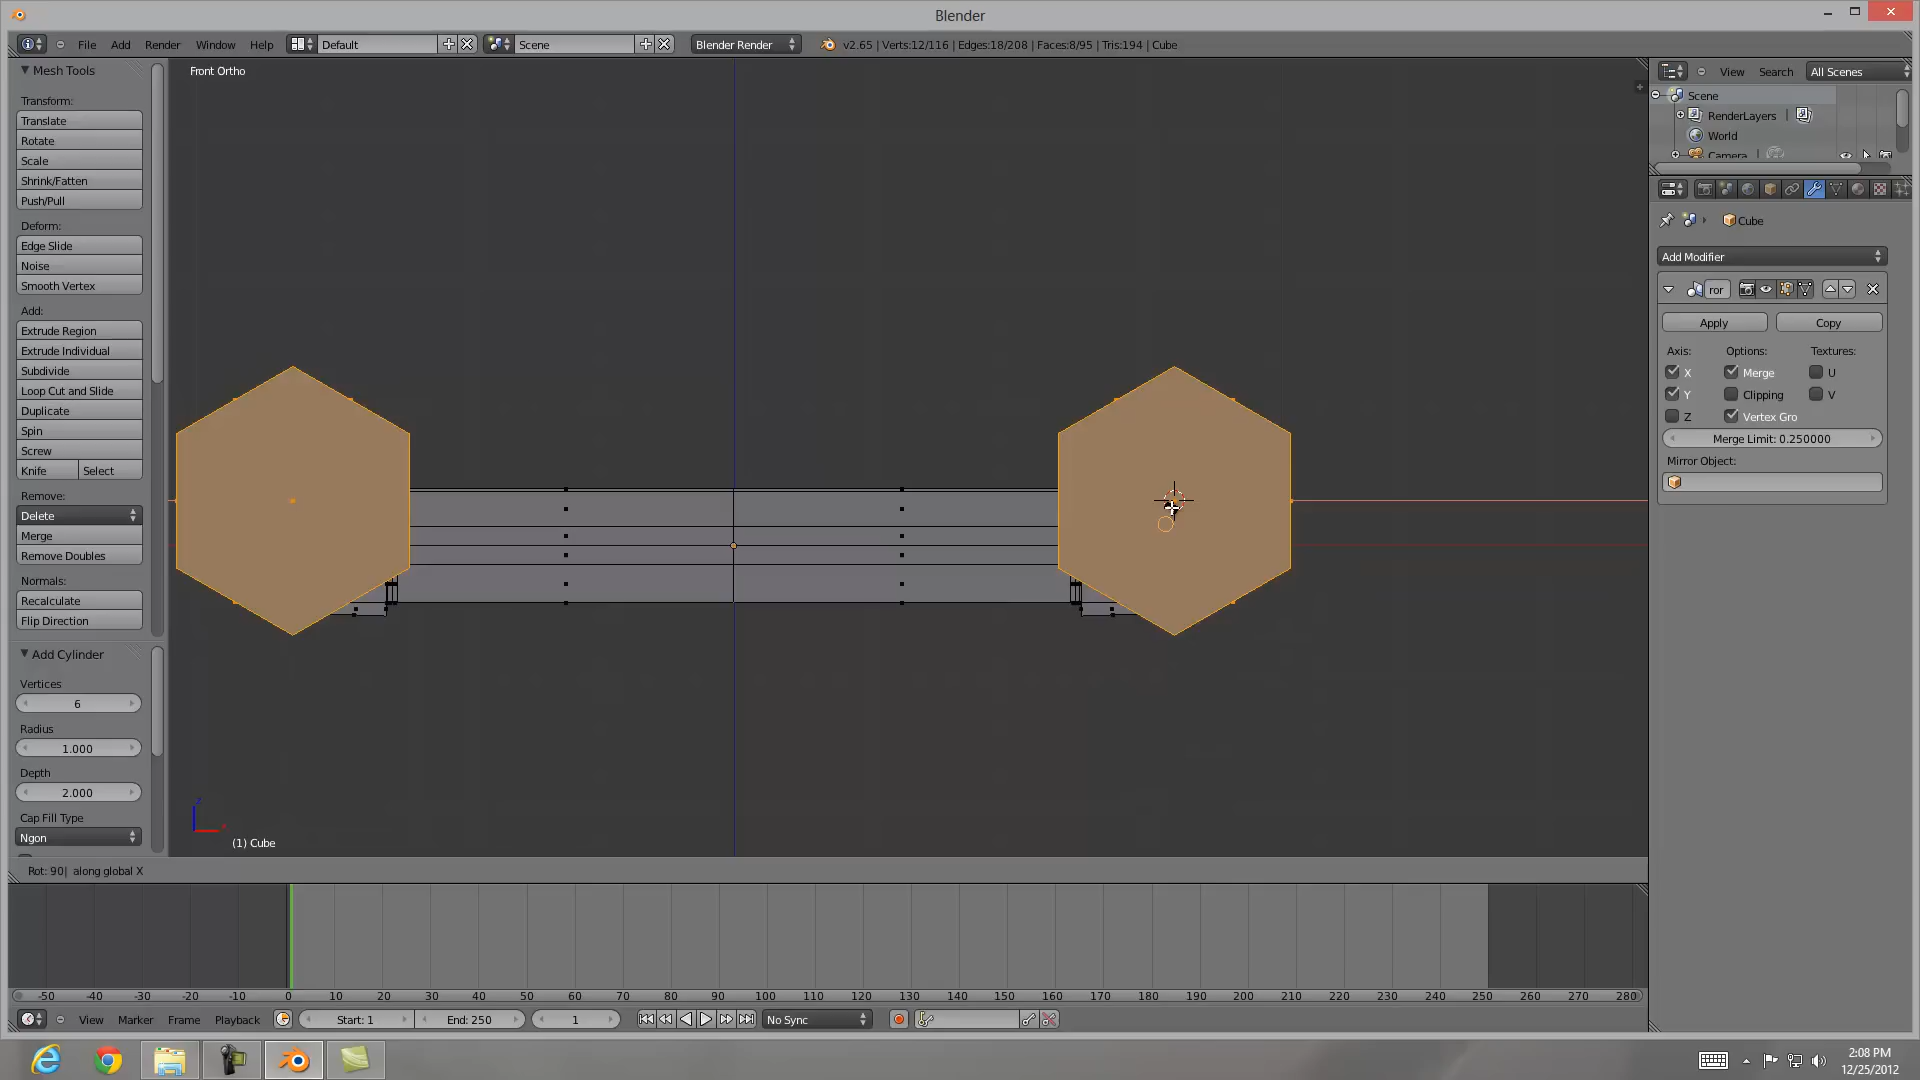 Blender
File Add Render Window Help Default Scene Blender Render v2.65 | Verts:12/116 | Edges:18/208 | Faces:8/95 | Tris:194 | Cube
Mesh Tools
Transform:
Translate
Rotate
Scale
Shrink/Fatten
Push/Pull
Deform:
Edge Slide
Noise
Smooth Vertex
Add:
Extrude Region
Extrude Individual
Subdivide
Loop Cut and Slide
Duplicate
Spin
Screw
Knife Select
Remove:
Delete
Merge
Remove Doubles
Normals:
Recalculate
Flip Direction
Add Cylinder
Vertices
6
Radius
1.000
Depth
2.000
Cap Fill Type
Ngon
Front Ortho
z
x
(1) Cube
Rot: 90| along global X
View Search All Scenes
Scene
RenderLayers |
World
Camera
Cube
Add Modifier
ror
Apply Copy
Axis: Options: Textures:
X Merge U
Y Clipping V
Z Vertex Gro
Merge Limit: 0.250000
Mirror Object:
-50 -40 -30 -20 -10 0 10 20 30 40 50 60 70 80 90 100 110 120 130 140 150 160 170 180 190 200 210 220 230 240 250 260 270 280
View Marker Frame Playback Start: 1 End: 250 1 No Sync
2:08 PM
12/25/2012